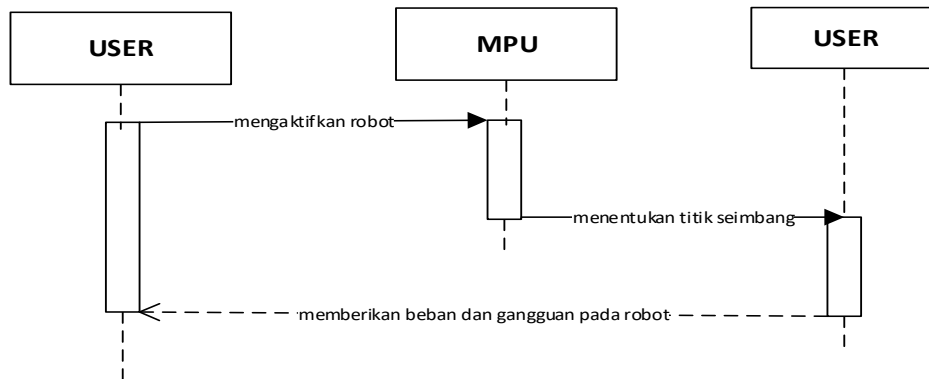 USER
MPU
USER
mengaktifkan robot
menentukan titik seimbang
memberikan beban dan gangguan pada robot